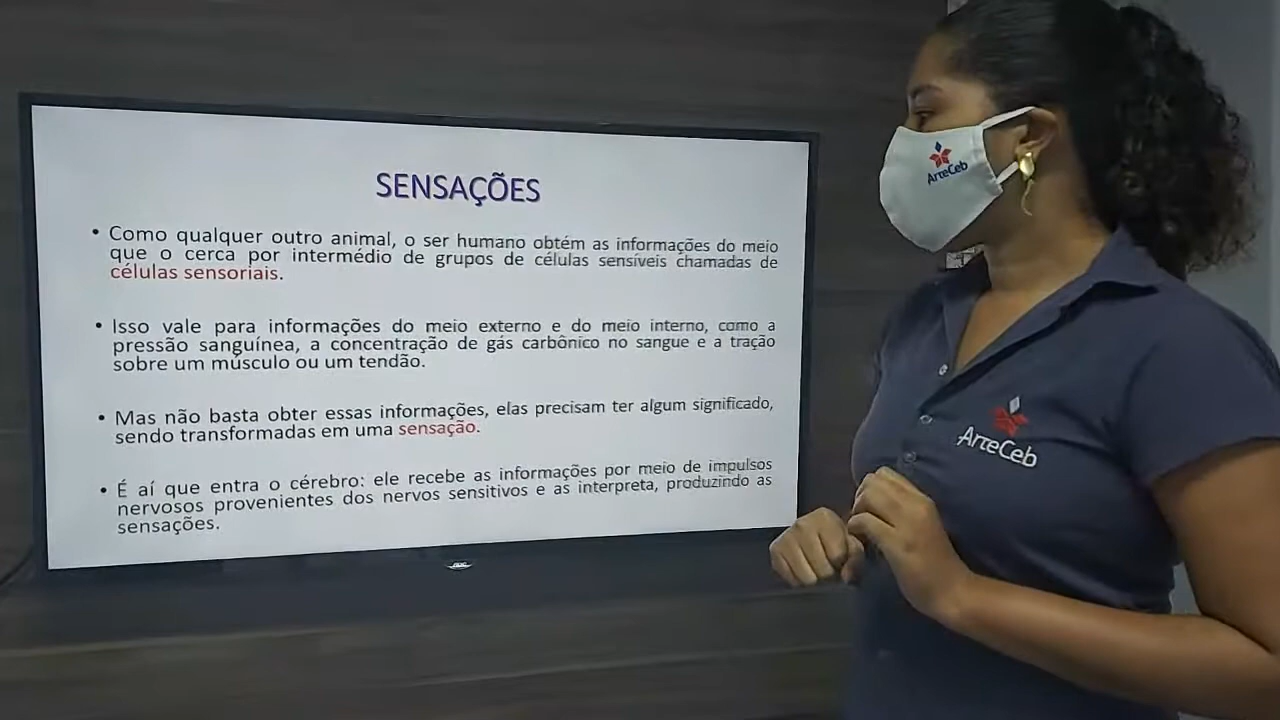 SENSAÇÕES
• Como qualquer outro animal, o ser humano obtém as informações do meio
que o cerca por intermédio de grupos de células sensíveis chamadas de
células sensoriais.
• Isso vale para informações do meio externo e do meio interno, como a
pressão sanguínea, a concentração de gás carbônico no sangue e a tração
sobre um músculo ou um tendão.
• Mas não basta obter essas informações, elas precisam ter algum significado,
sendo transformadas em uma sensação.
• É aí que entra o cérebro: ele recebe as informações por meio de impulsos
nervosos provenientes dos nervos sensitivos e as interpreta, produzindo as
sensações.
AOC
ArteCeb
ArteCeb